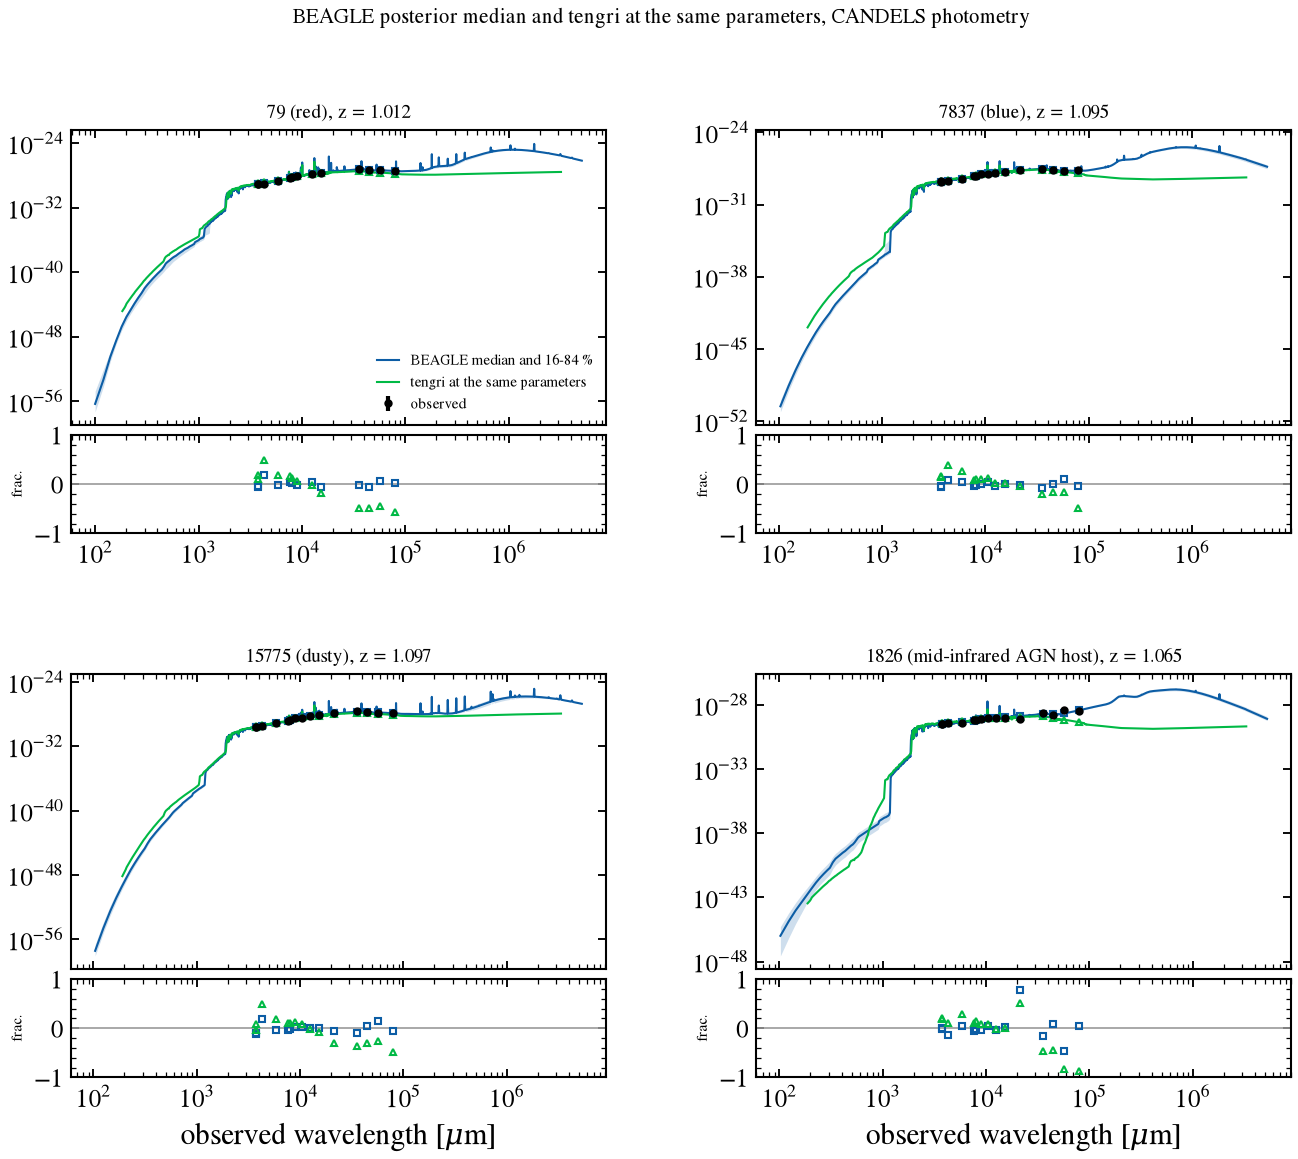 BEAGLE posterior median and tengri at the same parameters, CANDELS photometry
79 (red), z = 1.012
10^{-24}
10^{-32}
10^{-40}
10^{-48}
10^{-56}
BEAGLE median and 16-84 %
tengri at the same parameters
observed
frac.
1
0
−1
10^{2} 10^{3} 10^{4} 10^{5} 10^{6}
7837 (blue), z = 1.095
10^{-24}
10^{-31}
10^{-38}
10^{-45}
10^{-52}
frac.
1
0
−1
10^{2} 10^{3} 10^{4} 10^{5} 10^{6}
15775 (dusty), z = 1.097
10^{-24}
10^{-32}
10^{-40}
10^{-48}
10^{-56}
frac.
1
0
−1
10^{2} 10^{3} 10^{4} 10^{5} 10^{6}
observed wavelength [μm]
1826 (mid-infrared AGN host), z = 1.065
10^{-28}
10^{-33}
10^{-38}
10^{-43}
10^{-48}
frac.
1
0
−1
10^{2} 10^{3} 10^{4} 10^{5} 10^{6}
observed wavelength [μm]